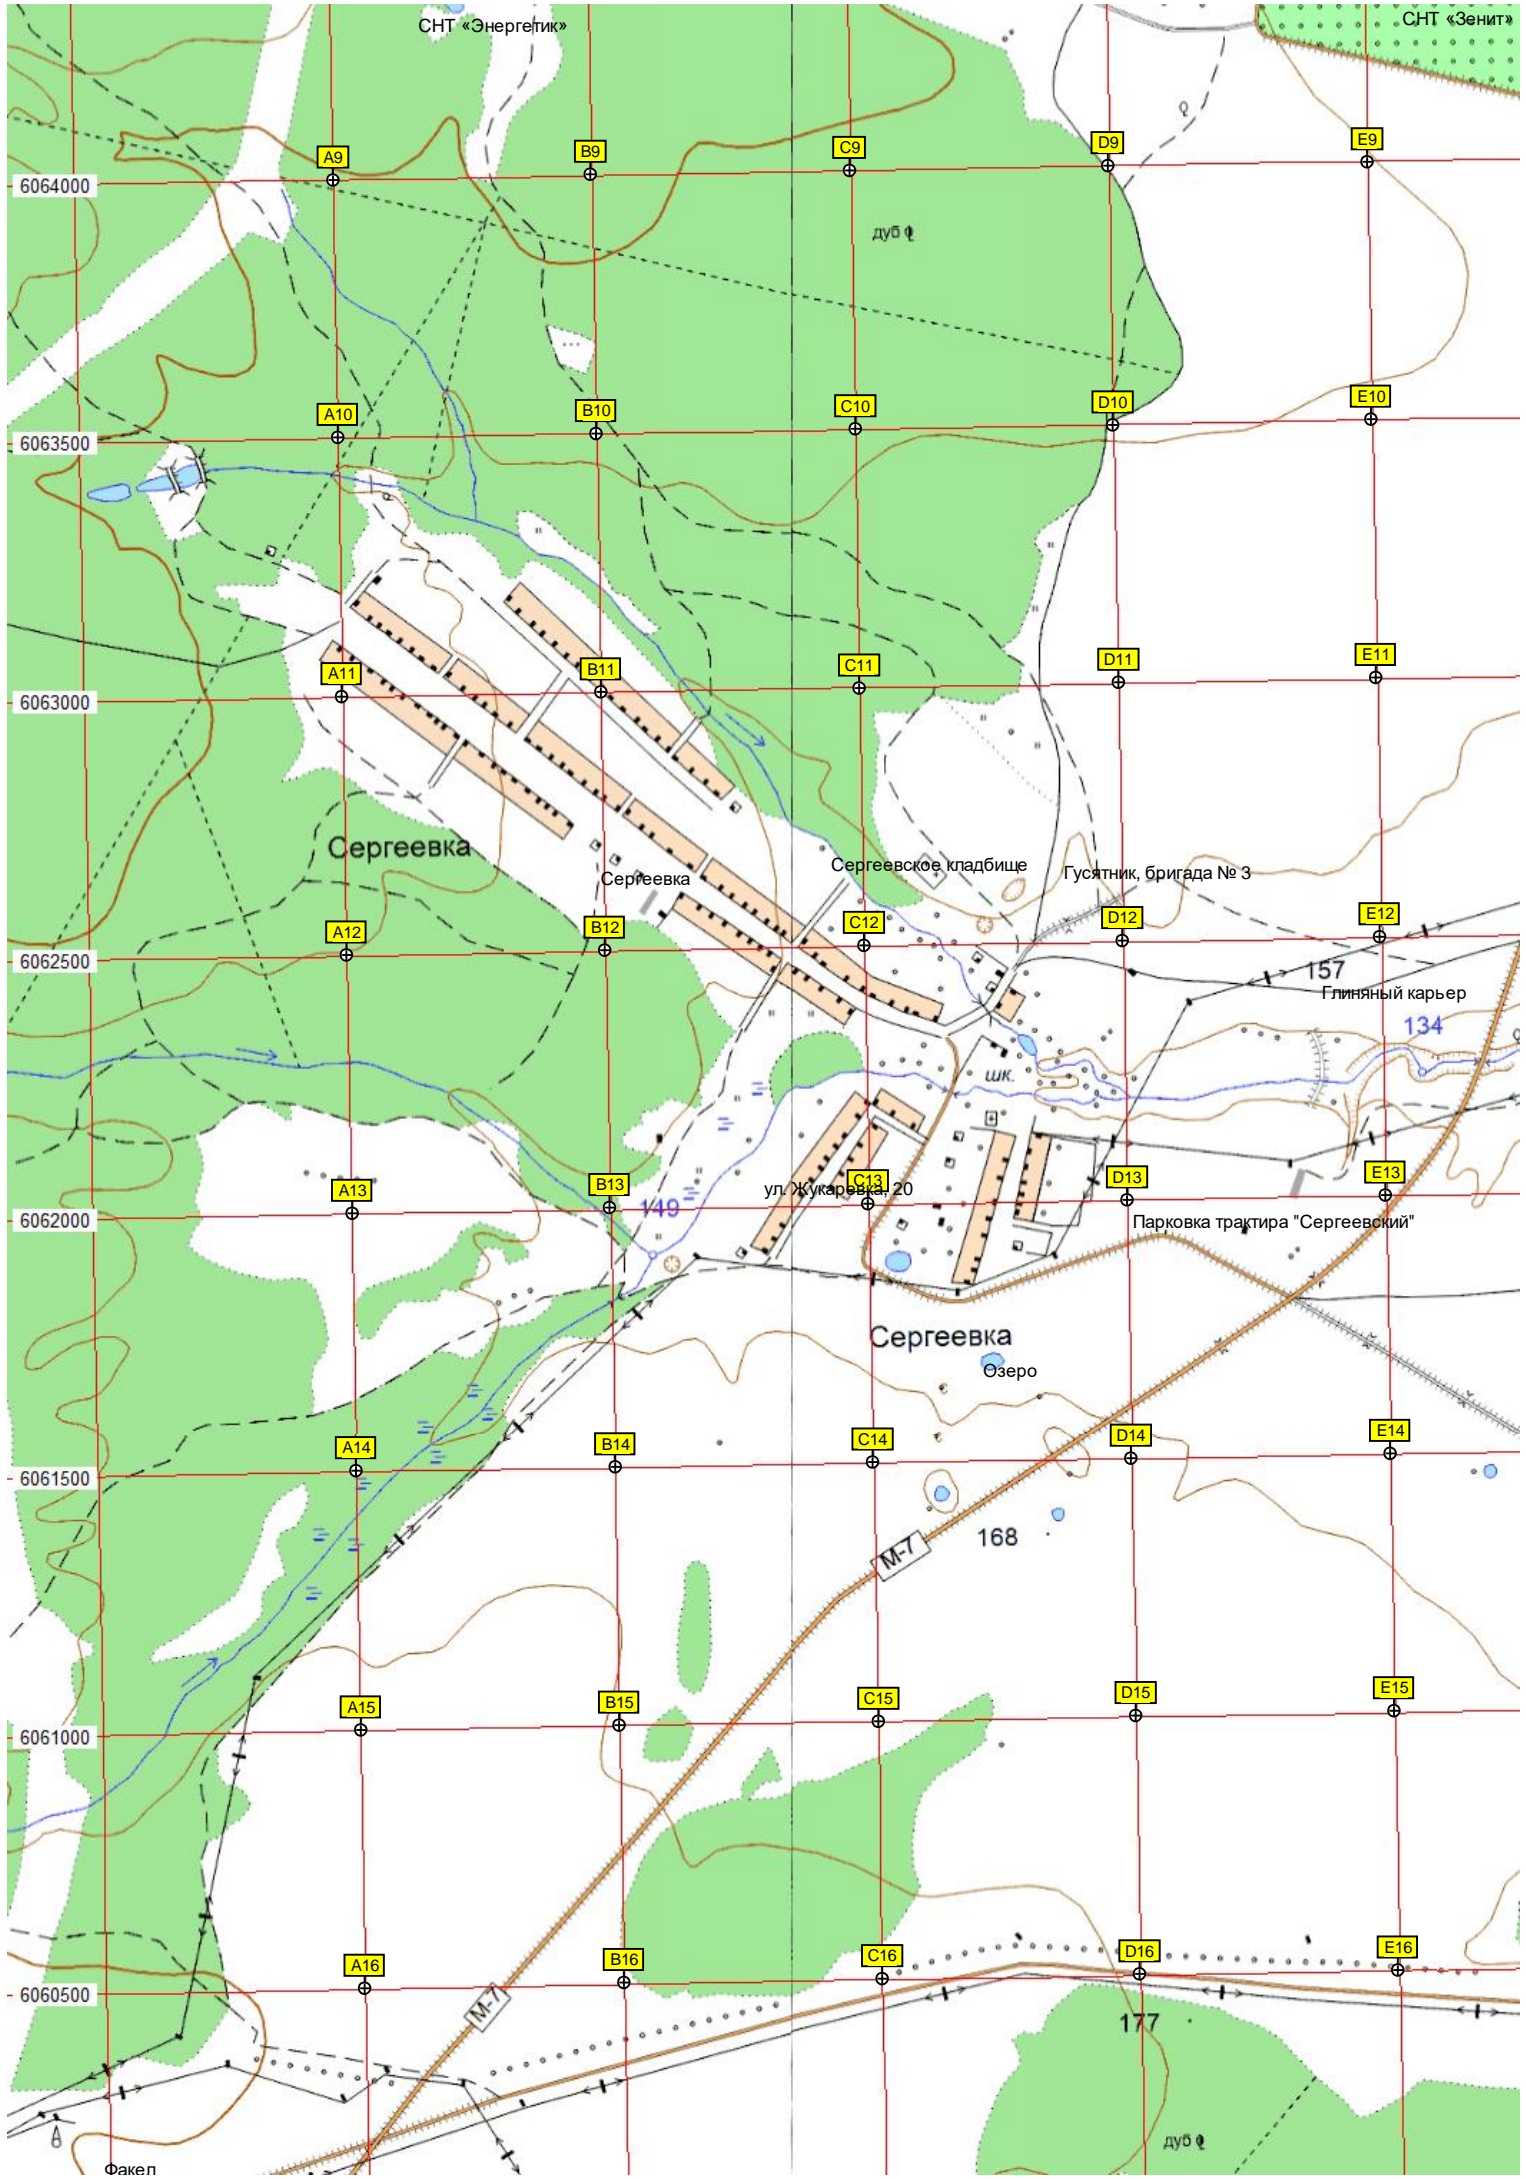 СНТ «Энергетик»
СНТ «Зенит»
A9
B9
C9
D9
E9
6064000
дуб
A10
B10
C10
D10
E10
6063500
A11
B11
C11
D11
E11
6063000
Сергеевка
Сергеевка
Сергеевское кладбище
Гусятник, бригада № 3
A12
B12
C12
D12
E12
6062500
157
Глиняный карьер
134
шк.
A13
B13
C13
D13
E13
ул. Жукаревка, 20
149
6062000
Парковка трактира "Сергеевский"
Сергеевка
Озеро
A14
B14
C14
D14
E14
6061500
168
М-7
A15
B15
C15
D15
E15
6061000
A16
B16
C16
D16
E16
6060500
М-7
177
дуб
Факел